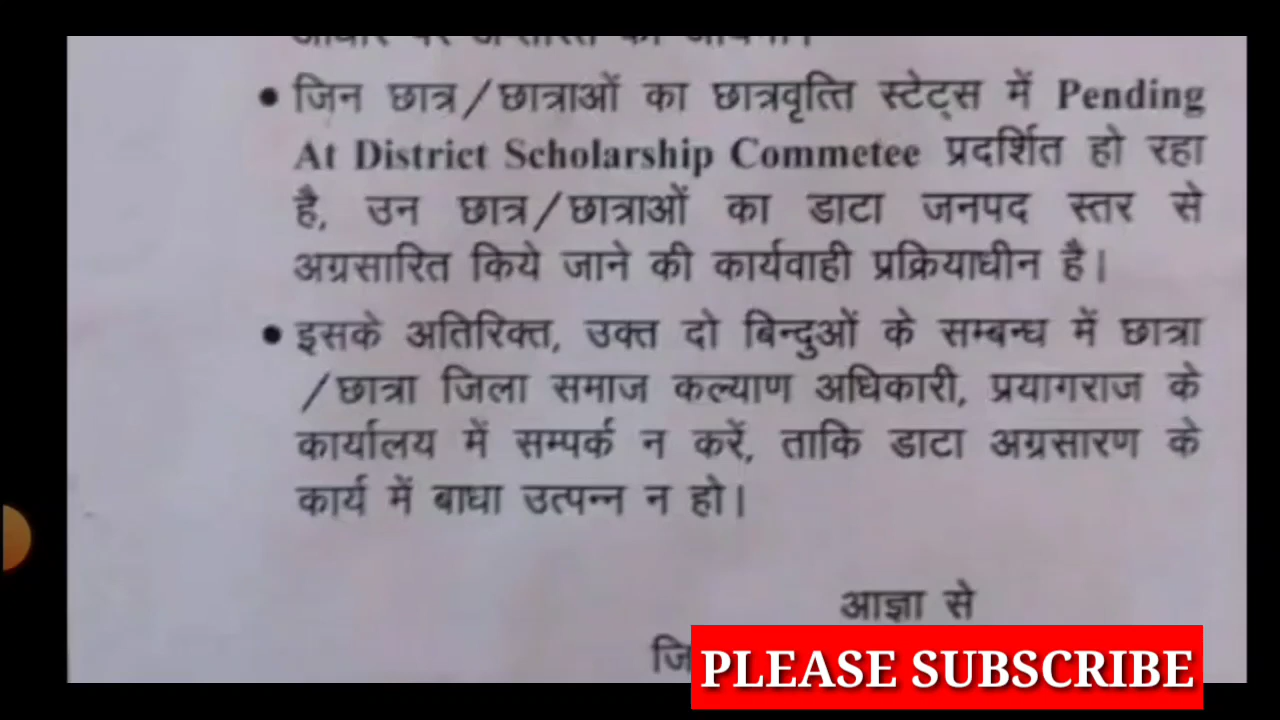 • जिन छात्र/छात्राओं का छात्रवृत्ति स्टेट्स में Pending
At District Scholarship Commetee प्रदर्शित हो रहा
है, उन छात्र/छात्राओं का डाटा जनपद स्तर से
अग्रसारित किये जाने की कार्यवाही प्रक्रियाधीन है।
• इसके अतिरिक्त, उक्त दो बिन्दुओं के सम्बन्ध में छात्रा
/छात्रा जिला समाज कल्याण अधिकारी, प्रयागराज के
कार्यालय में सम्पर्क न करें, ताकि डाटा अग्रसारण के
कार्य में बाधा उत्पन्न न हो।
आज्ञा से
PLEASE SUBSCRIBE